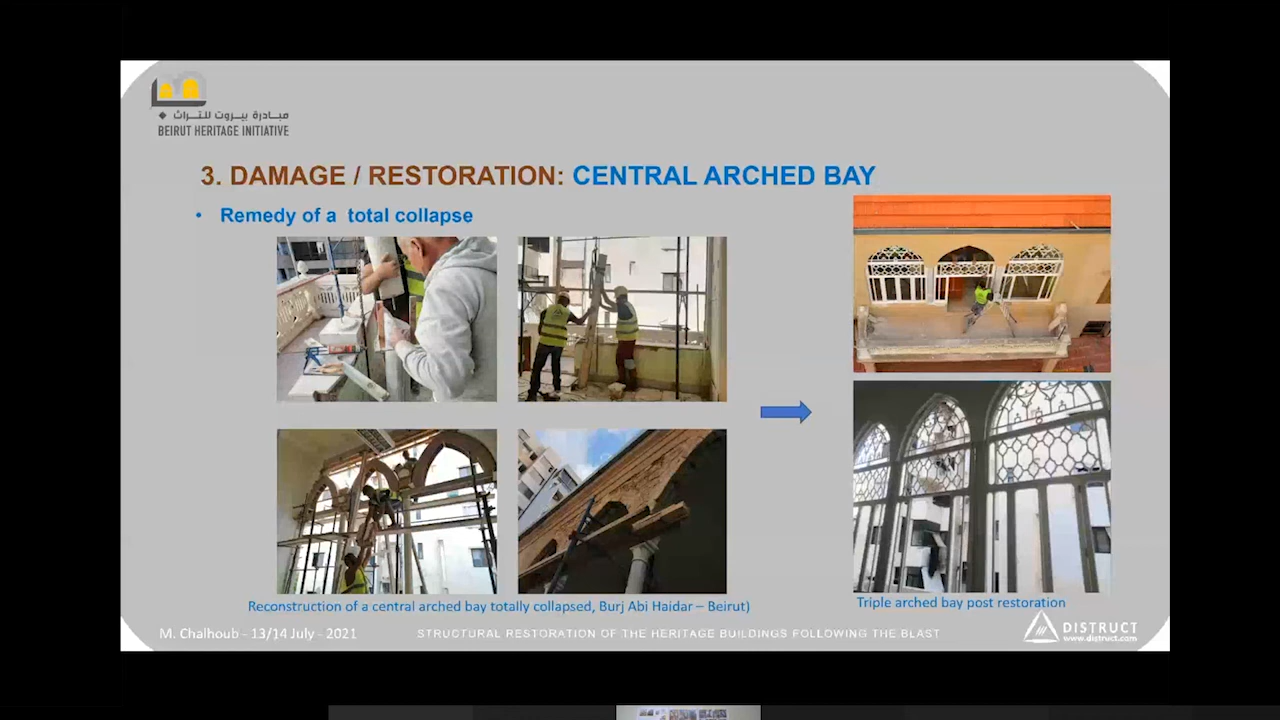 مبادرة بيروت للتراث
BEIRUT HERITAGE INITIATIVE
3. DAMAGE / RESTORATION: CENTRAL ARCHED BAY
• Remedy of a total collapse
Reconstruction of a central arched bay totally collapsed, Burj Abi Haidar – Beirut)
Triple arched bay post restoration
M. Chalhoub - 13/14 July - 2021
STRUCTURAL RESTORATION OF THE HERITAGE BUILDINGS FOLLOWING THE BLAST
DISTRUCT
www.distruct.com